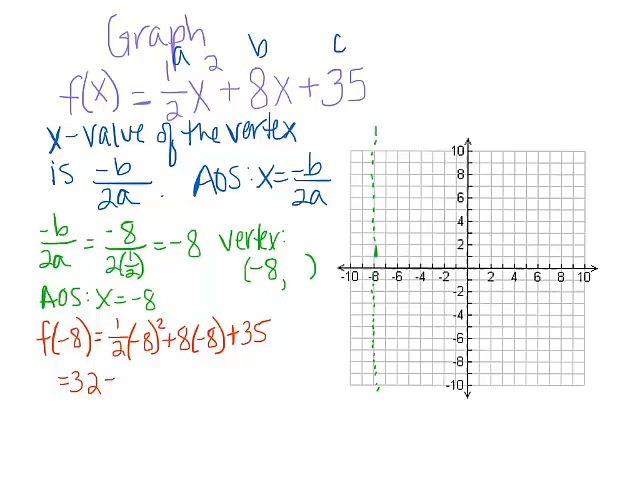 Graph
a b c
f(x) = 1/2 x² + 8x + 35
x-value of the vertex
is -b/2a. AOS: x = -b/2a
-b/2a = -8/2(1/2) = -8 vertex:
(-8, )
AOS: x = -8
f(-8) = 1/2(-8)² + 8(-8) + 35
= 32 -
10
8
6
4
2
-10 -8 -6 -4 -2 0 2 4 6 8 10
-2
-4
-6
-8
-10